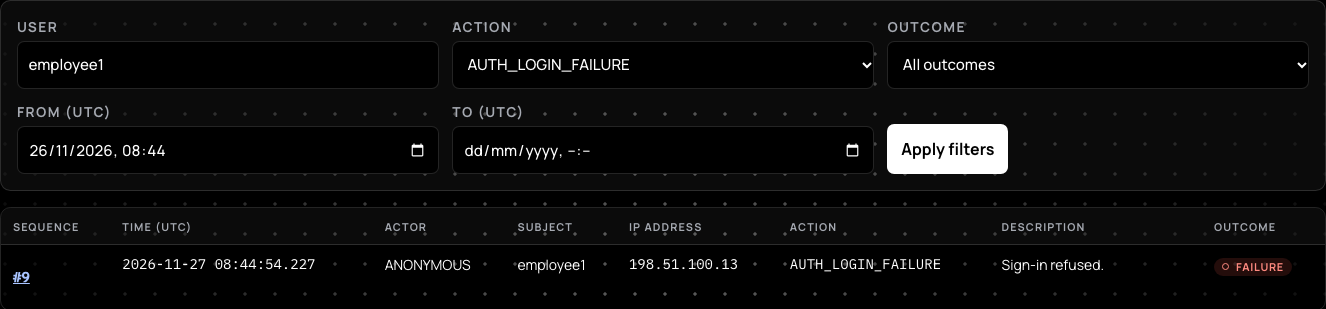 USER ACTION OUTCOME
employee1 AUTH_LOGIN_FAILURE All outcomes
FROM (UTC) TO (UTC)
26/11/2026, 08:44 dd/mm/yyyy, --:-- Apply filters
SEQUENCE TIME (UTC) ACTOR SUBJECT IP ADDRESS ACTION DESCRIPTION OUTCOME
#9 2026-11-27 08:44:54.227 ANONYMOUS employee1 198.51.100.13 AUTH_LOGIN_FAILURE Sign-in refused. FAILURE